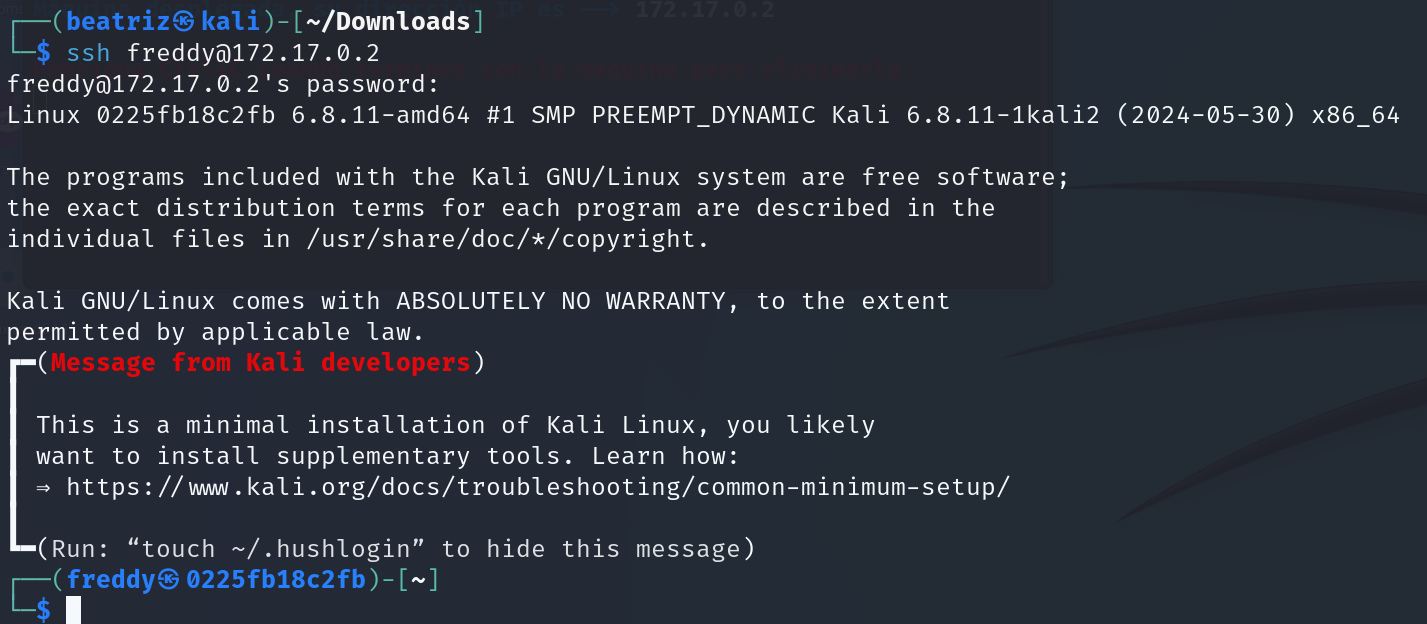 ┌──(beatriz㉿kali)-[~/Downloads]
└─$ ssh freddy@172.17.0.2
freddy@172.17.0.2's password:
Linux 0225fb18c2fb 6.8.11-amd64 #1 SMP PREEMPT_DYNAMIC Kali 6.8.11-1kali2 (2024-05-30) x86_64
The programs included with the Kali GNU/Linux system are free software;
the exact distribution terms for each program are described in the
individual files in /usr/share/doc/*/copyright.
Kali GNU/Linux comes with ABSOLUTELY NO WARRANTY, to the extent
permitted by applicable law.
┏━(Message from Kali developers)
┃
┃ This is a minimal installation of Kali Linux, you likely
┃ want to install supplementary tools. Learn how:
┃ ⇒ https://www.kali.org/docs/troubleshooting/common-minimum-setup/
┃
┗━(Run: “touch ~/.hushlogin” to hide this message)
┌──(freddy㉿0225fb18c2fb)-[~]
└─$